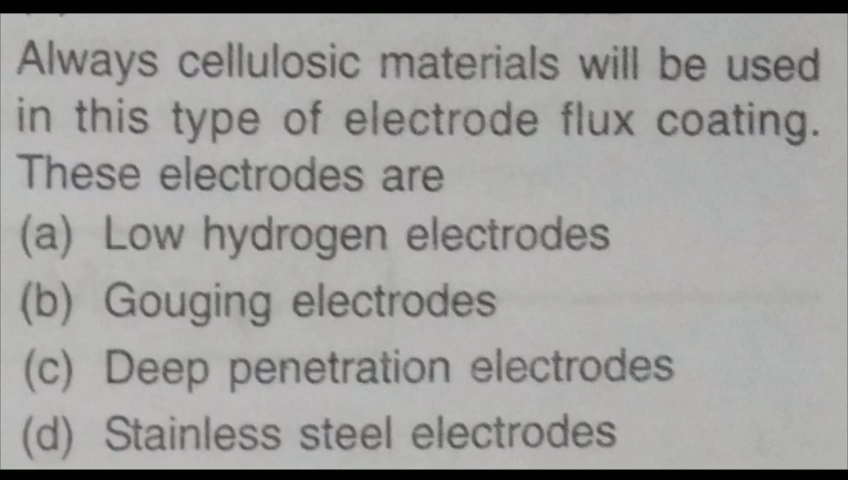 Always cellulosic materials will be used
in this type of electrode flux coating.
These electrodes are
(a) Low hydrogen electrodes
(b) Gouging electrodes
(c) Deep penetration electrodes
(d) Stainless steel electrodes